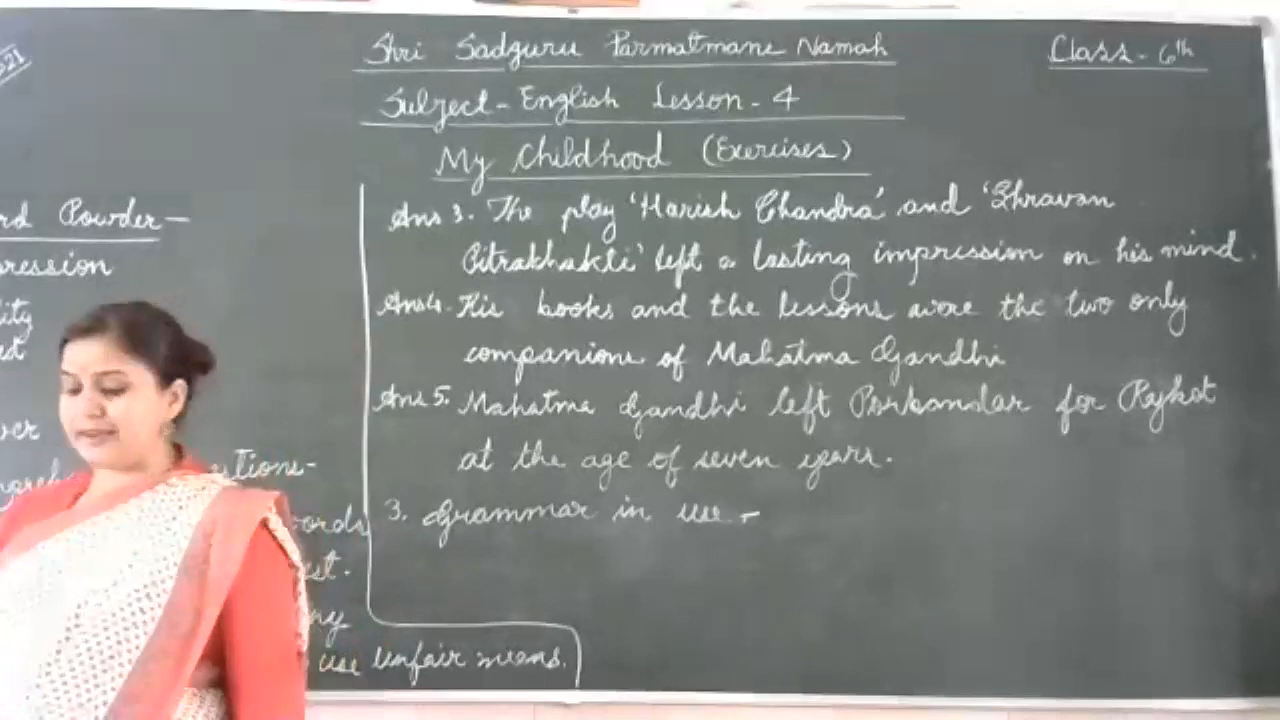 Shri Sadguru Parmatmane Namah
Class - 6th
Subject - English Lesson - 4
My Childhood (Exercises)
Ans 3. The play 'Harish Chandra' and 'Shravan
Pitrabhakti' left a lasting impression on his mind.
Ans 4. His books and the lessons were the two only
companions of Mahatma Gandhi
Ans 5. Mahatma Gandhi left Porbandar for Rajkot
at the age of seven years.
3. Grammar in use -
Powder -
use unfair means.